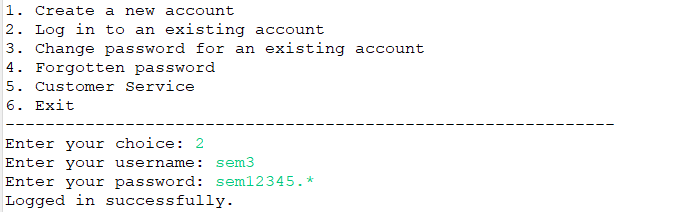 1. Create a new account
2. Log in to an existing account
3. Change password for an existing account
4. Forgotten password
5. Customer Service
6. Exit
-------------------------------------------------------------
Enter your choice: 2
Enter your username: sem3
Enter your password: sem12345.*
Logged in successfully.